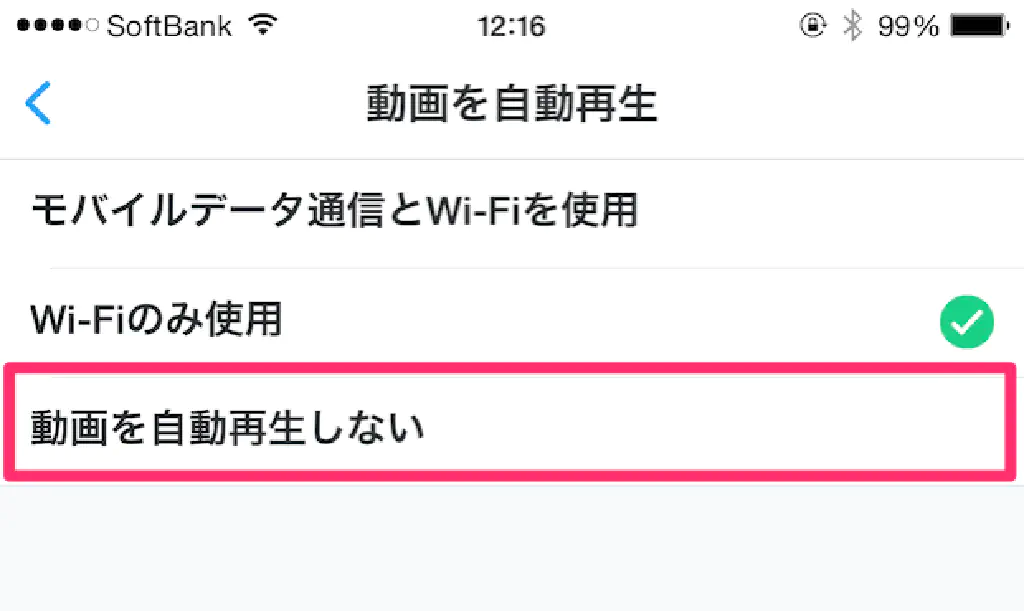 SoftBank 12:16 99%
動画を自動再生
モバイルデータ通信とWi-Fiを使用
Wi-Fiのみ使用
動画を自動再生しない